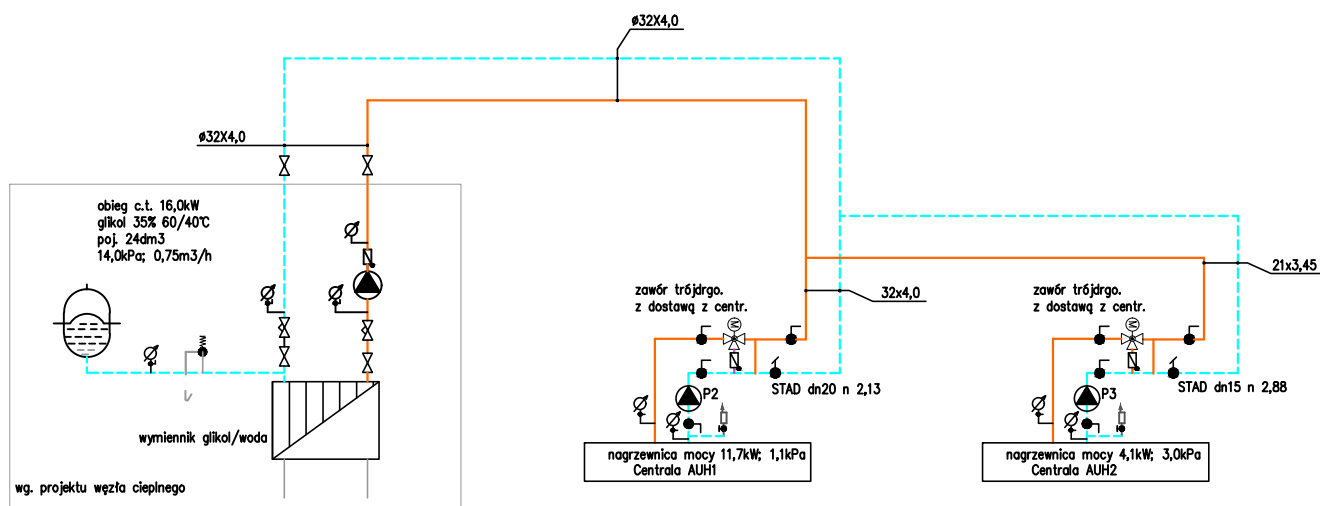 ø32X4,0
ø32X4,0
obieg c.t. 16,0kW
glikol 35% 60/40°C
poj. 24dm3
14,0kPa; 0,75m3/h
21x3,45
zawór trójdrgo.
z dostawą z centr.
32x4,0
zawór trójdrgo.
z dostawą z centr.
M
M
STAD dn20 n 2,13
STAD dn15 n 2,88
P2
P3
wymiennik glikol/woda
nagrzewnica mocy 11,7kW; 1,1kPa
Centrala AUH1
nagrzewnica mocy 4,1kW; 3,0kPa
Centrala AUH2
wg. projektu węzła cieplnego